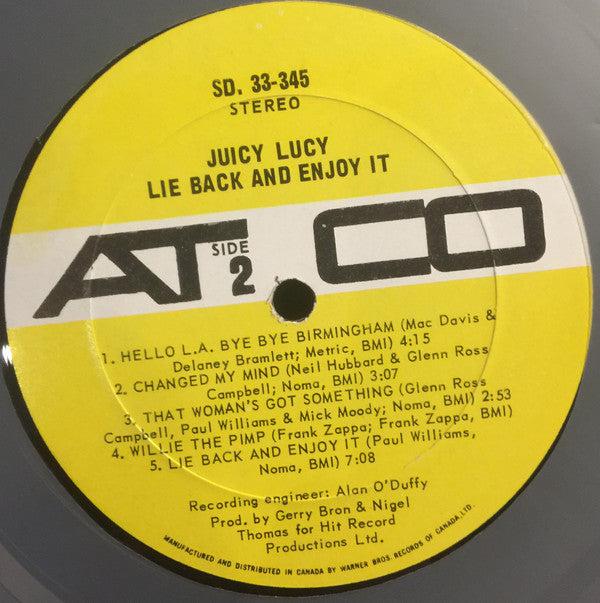 SD. 33-345
STEREO
JUICY LUCY
LIE BACK AND ENJOY IT
ATCO
SIDE
2
1. HELLO L.A. BYE BYE BIRMINGHAM (Mac Davis &
Delaney Bramlett; Metric, BMI) 4:15
2. CHANGED MY MIND (Neil Hubbard & Glenn Ross
Campbell; Noma, BMI) 3:07
3. THAT WOMAN'S GOT SOMETHING (Glenn Ross
Campbell, Paul Williams & Mick Moody; Noma, BMI) 2:53
4. WILLIE THE PIMP (Frank Zappa; Frank Zappa, BMI)
5. LIE BACK AND ENJOY IT (Paul Williams,
Noma, BMI) 7:08
Recording engineer: Alan O'Duffy
Prod. by Gerry Bron & Nigel
Thomas for Hit Record
Productions Ltd.
MANUFACTURED AND DISTRIBUTED IN CANADA BY WARNER BROS. RECORDS OF CANADA, LTD.